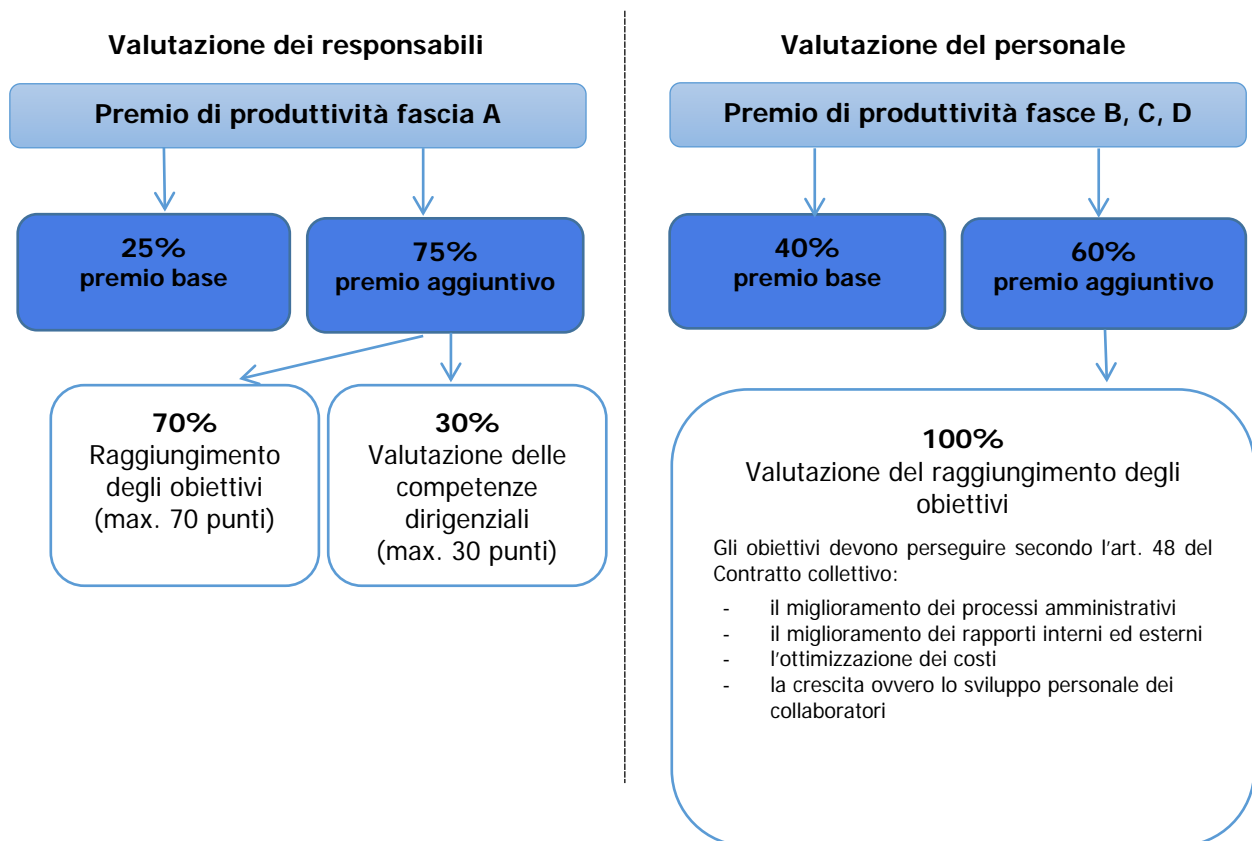 Valutazione dei responsabili
Premio di produttività fascia A
25%
premio base
75%
premio aggiuntivo
70%
Raggiungimento
degli obiettivi
(max. 70 punti)
30%
Valutazione delle
competenze
dirigenziali
(max. 30 punti)
Valutazione del personale
Premio di produttività fasce B, C, D
40%
premio base
60%
premio aggiuntivo
100%
Valutazione del raggiungimento degli
obiettivi
Gli obiettivi devono perseguire secondo l'art. 48 del
Contratto collettivo:
- il miglioramento dei processi amministrativi
- il miglioramento dei rapporti interni ed esterni
- l'ottimizzazione dei costi
- la crescita ovvero lo sviluppo personale dei
collaboratori